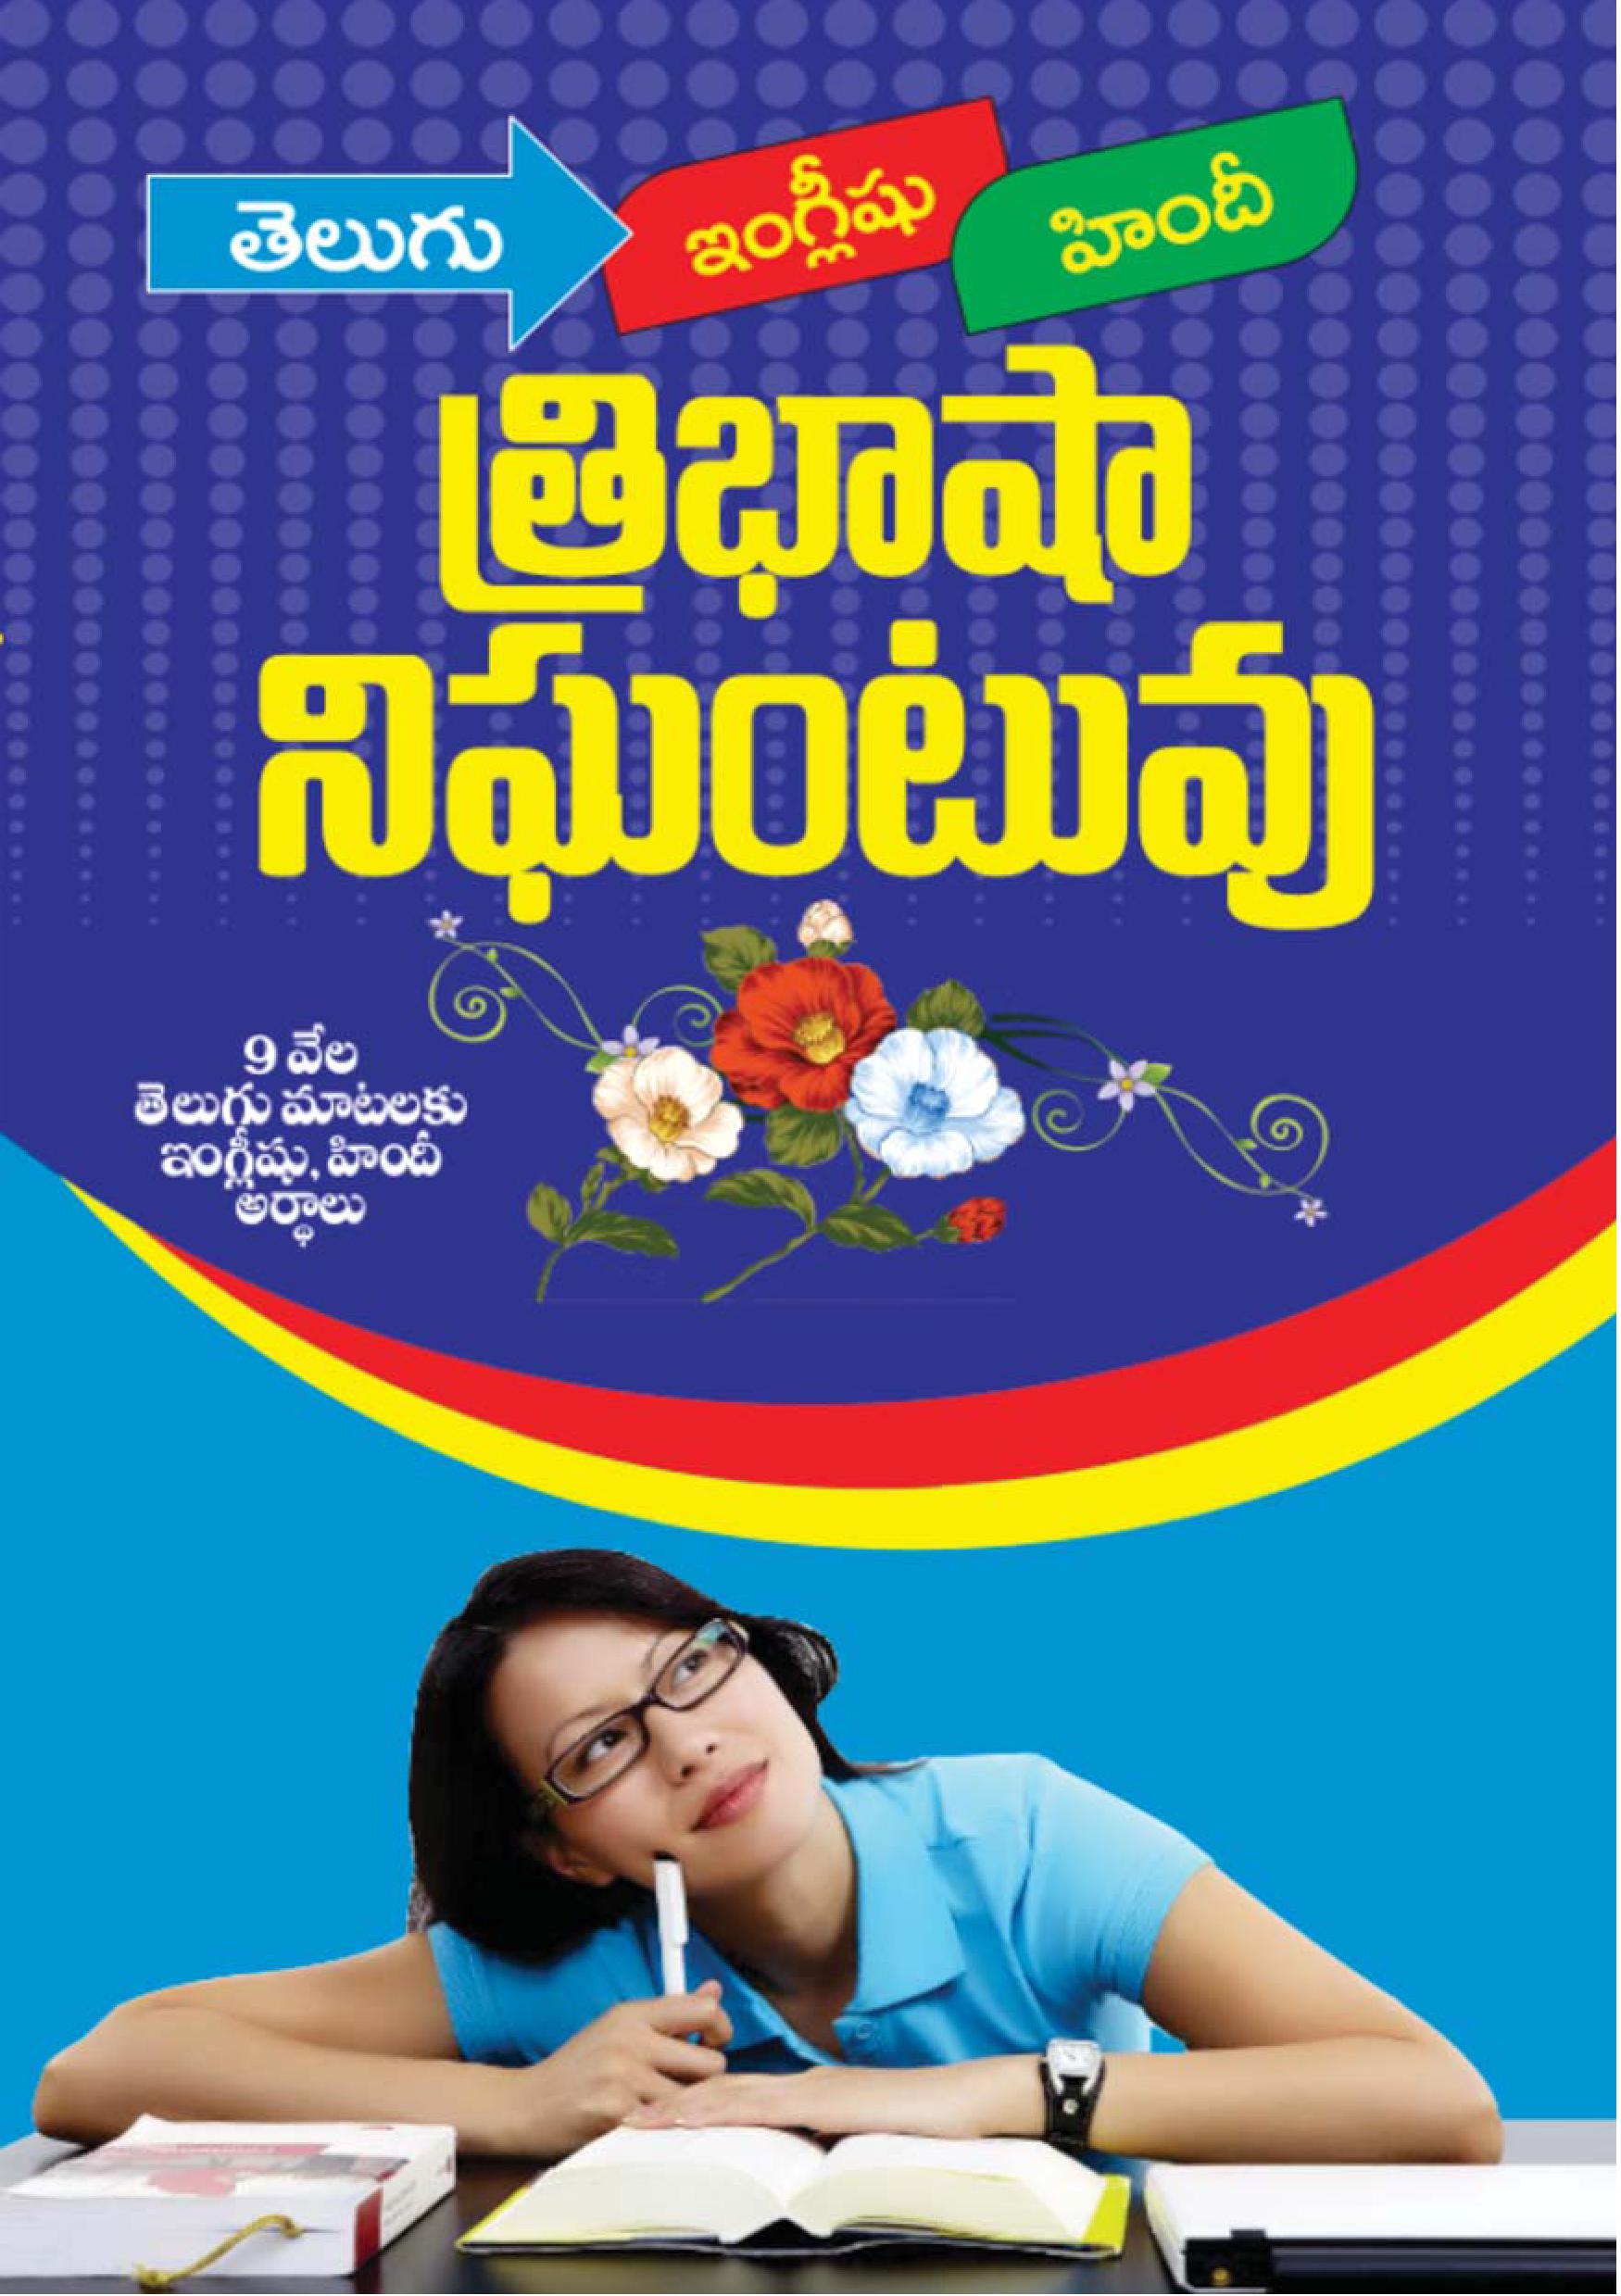 తెలుగు ఇంగ్లీషు హిందీ
త్రిభాషా
నిఘంటువు
9 వేల
తెలుగు మాటలకు
ఇంగ్లీషు, హిందీ
అర్థాలు